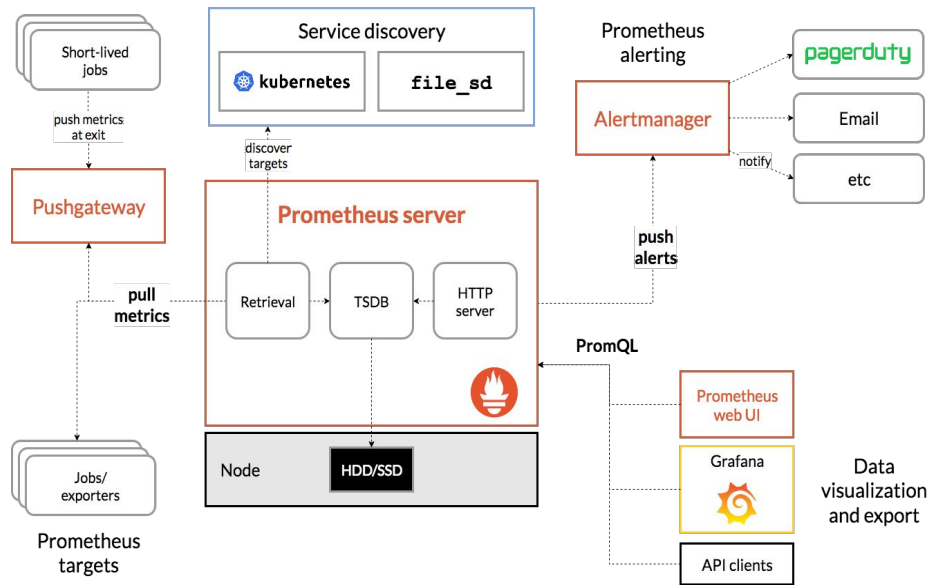 Short-lived
jobs
push metrics
at exit
Pushgateway
Service discovery
kubernetes
file_sd
discover
targets
Prometheus
alerting
Alertmanager
pagerduty
Email
notify
etc
Prometheus server
Retrieval
TSDB
HTTP
server
pull
metrics
push
alerts
PromQL
Node
HDD/SSD
Jobs/
exporters
Prometheus
targets
Prometheus
web UI
Grafana
API clients
Data
visualization
and export